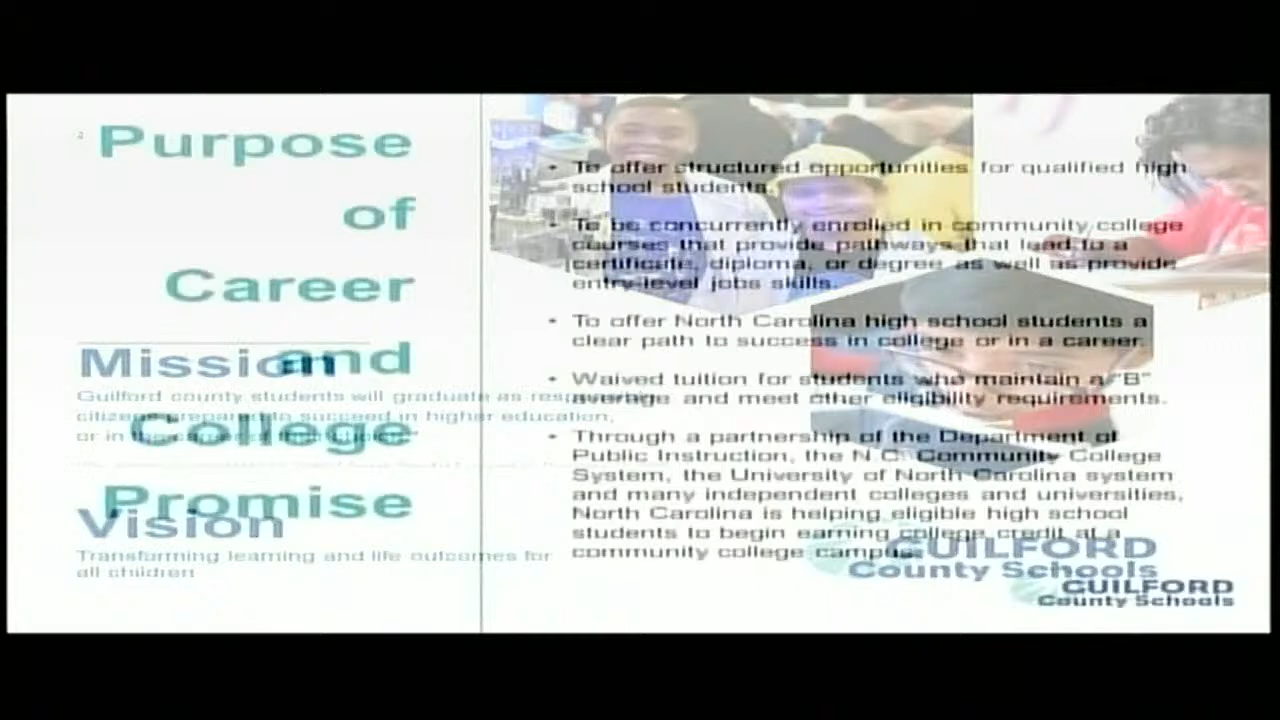 2
Purpose
of
Career
and
College
Promise
• To offer structured opportunities for qualified high
school students.
• To be concurrently enrolled in community college
courses that provide pathways that lead to a
certificate, diploma, or degree as well as provide
entry-level jobs skills.
• To offer North Carolina high school students a
clear path to success in college or in a career.
• Waived tuition for students who maintain a "B"
average and meet other eligibility requirements.
• Through a partnership of the Department of
Public Instruction, the N.C. Community College
System, the University of North Carolina system
and many independent colleges and universities,
North Carolina is helping eligible high school
students to begin earning college credit at a
community college campus.
Mission
Guilford county students will graduate as
citizens prepared to succeed in higher education,
or in the
Vision
Transforming learning and life outcomes for
all children
GUILFORD
County Schools
GUILFORD
County Schools